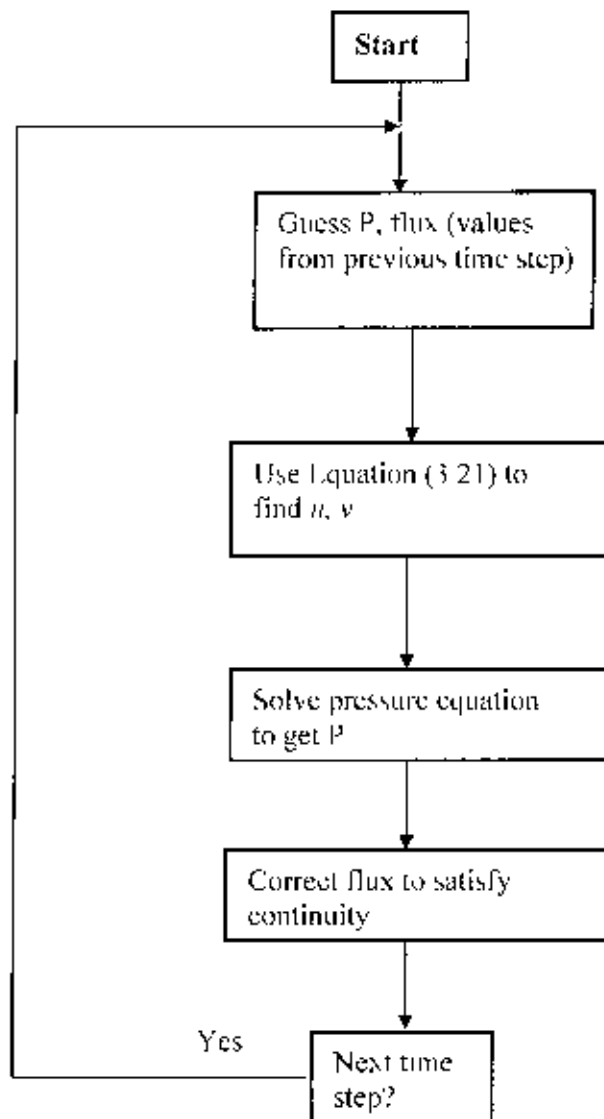 Start
Guess P, flux (values
from previous time step)
Use Equation (3 21) to
find u, v
Solve pressure equation
to get P
Correct flux to satisfy
continuity
Yes
Next time
step?